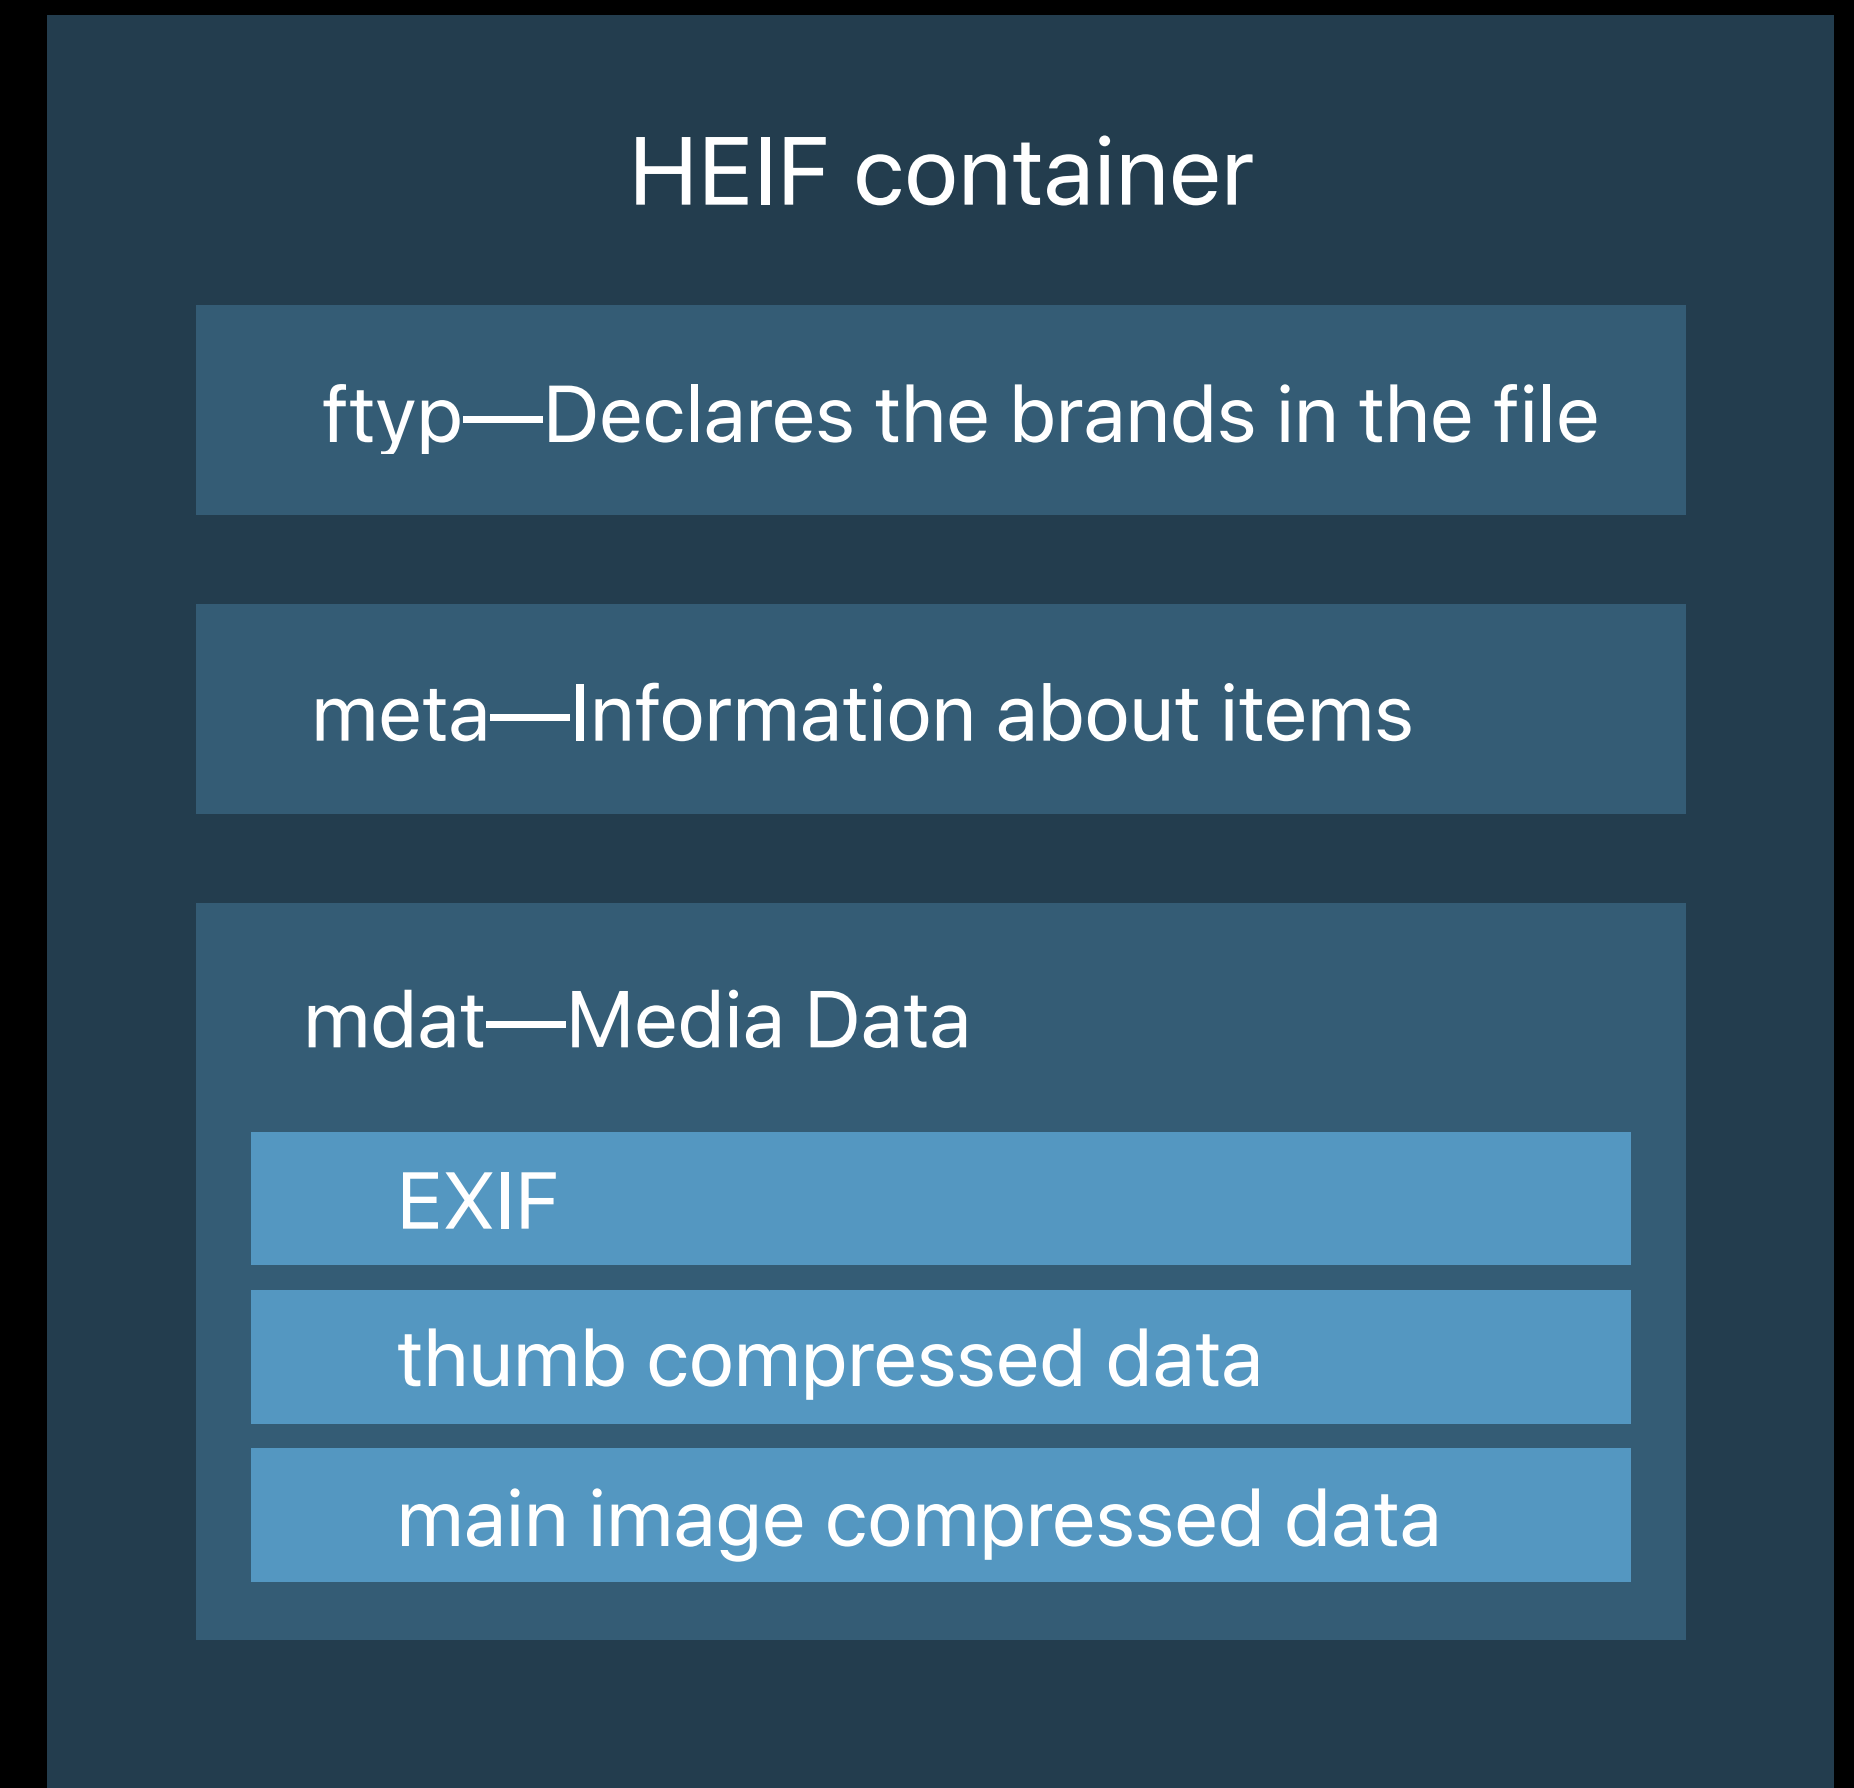 HEIF container
ftyp—Declares the brands in the file
meta—Information about items
mdat—Media Data
EXIF
thumb compressed data
main image compressed data